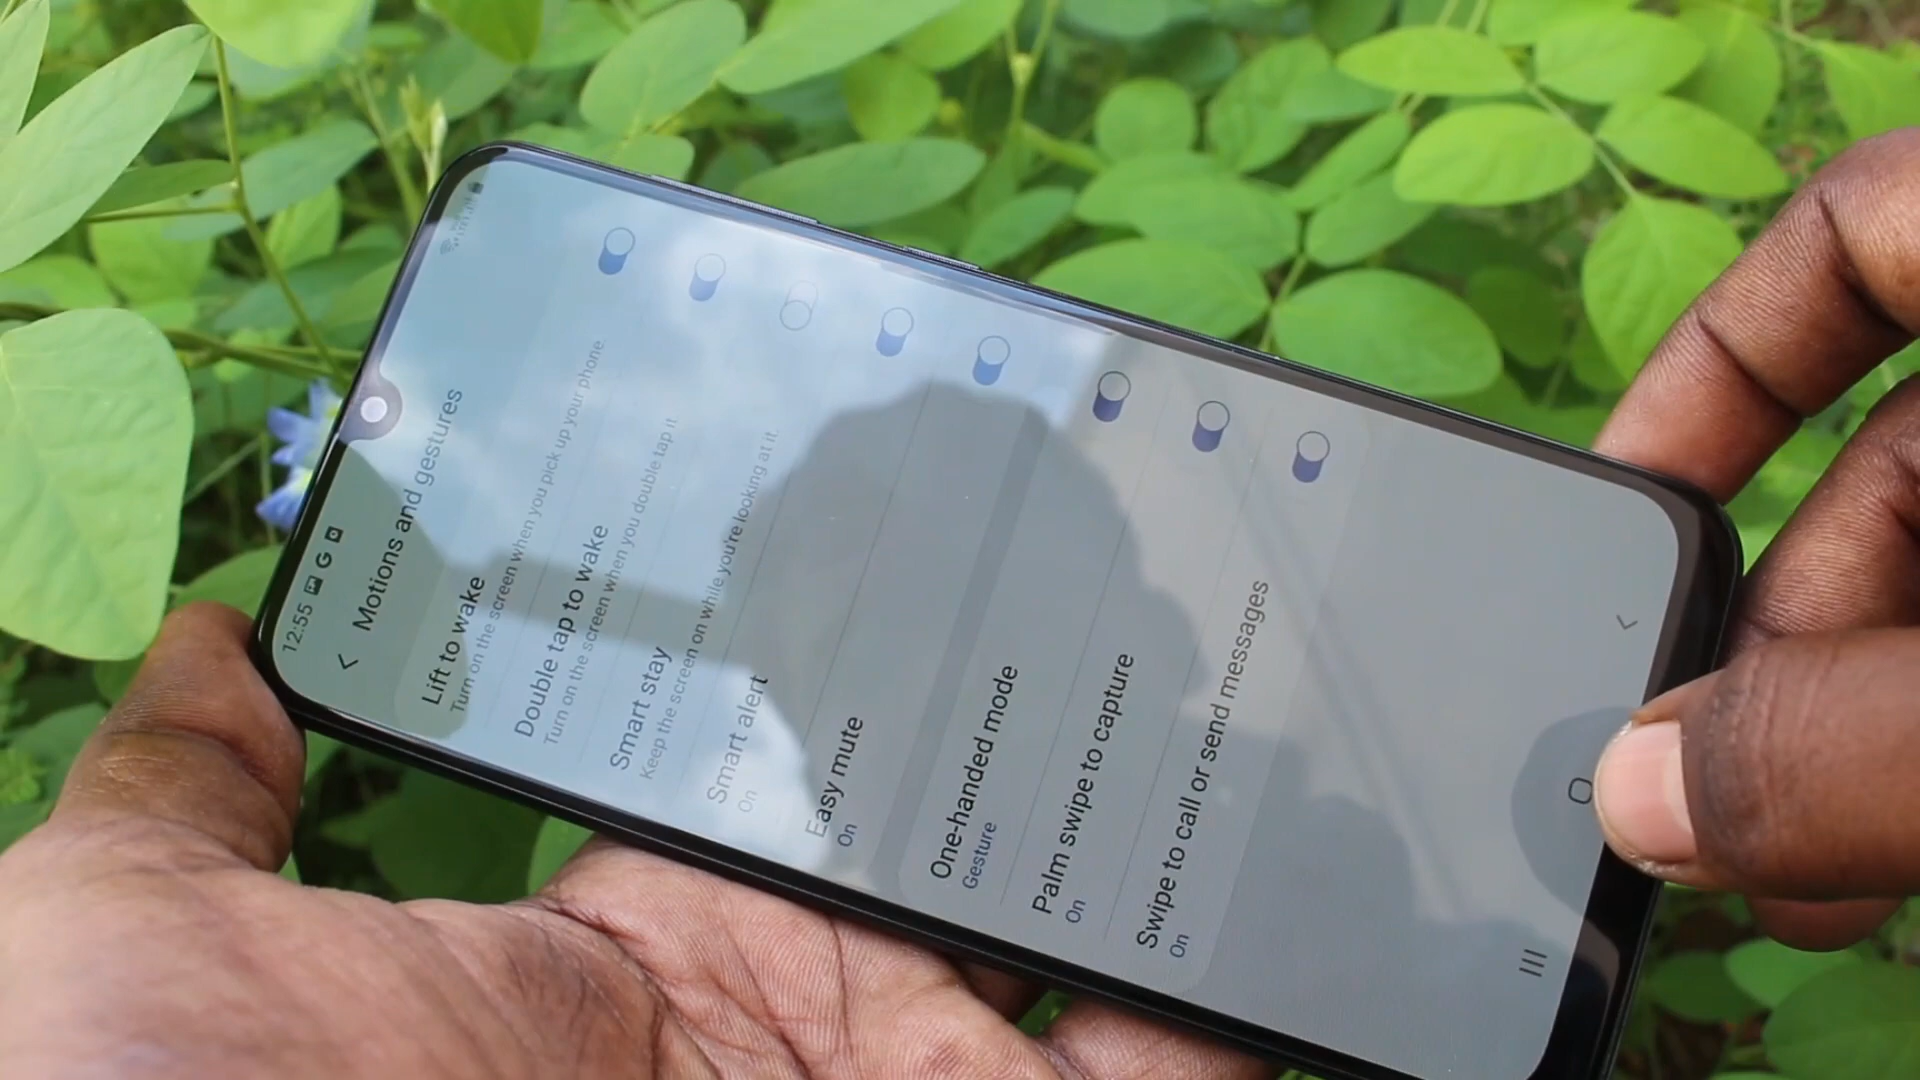 12:55 G
Motions and gestures
Lift to wake
Turn on the screen when you pick up your phone
Double tap to wake
Turn on the screen when you double tap it
Smart stay
Keep the screen on while you're looking at it.
Smart alert
On
Easy mute
On
One-handed mode
Gesture
Palm swipe to capture
On
Swipe to call or send messages
On